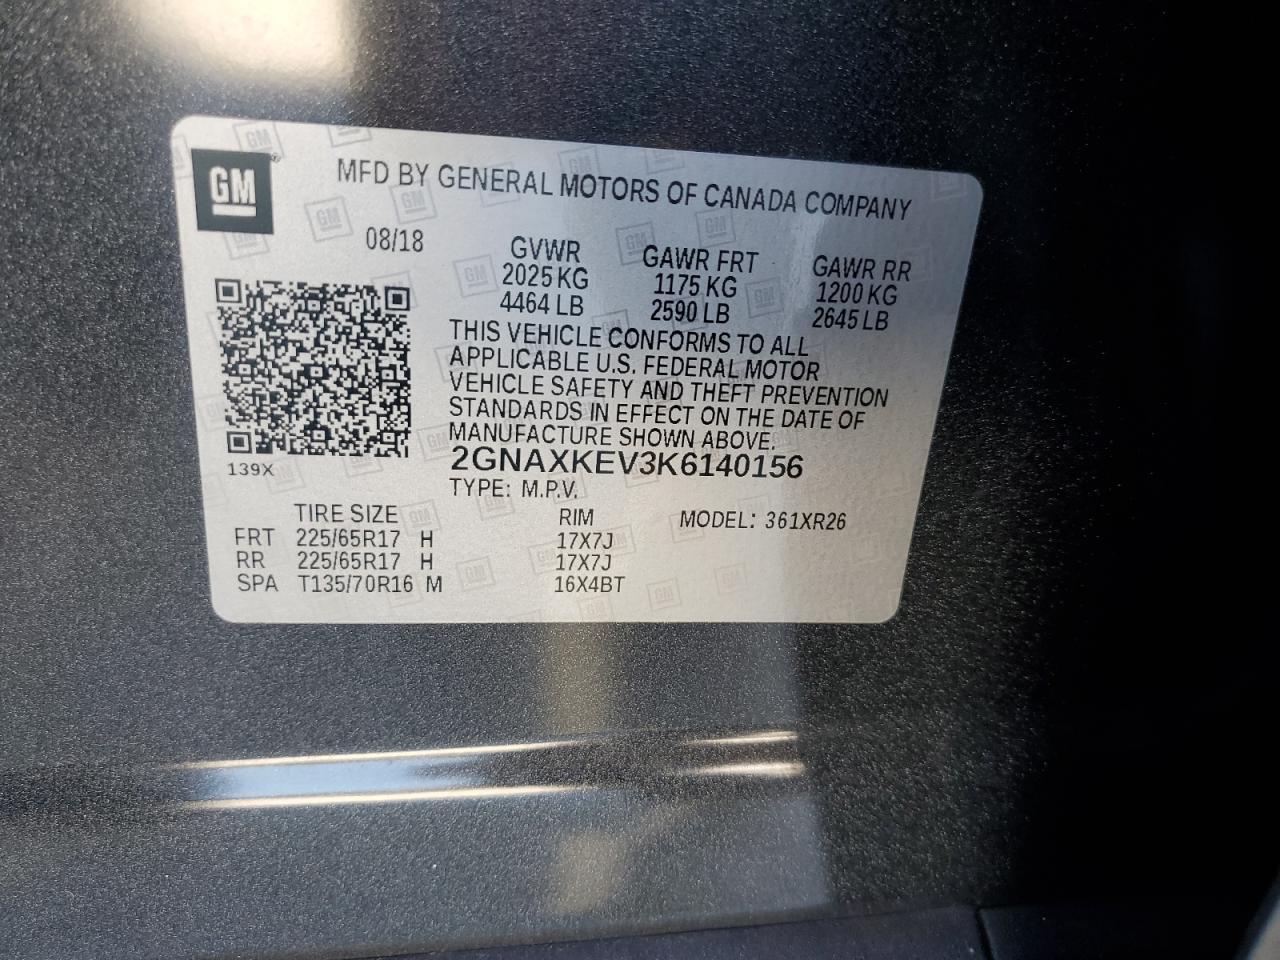 GM
MFD BY GENERAL MOTORS OF CANADA COMPANY
08/18
GVWR GAWR FRT GAWR RR
2025 KG 1175 KG 1200 KG
4464 LB 2590 LB 2645 LB
THIS VEHICLE CONFORMS TO ALL
APPLICABLE U.S. FEDERAL MOTOR
VEHICLE SAFETY AND THEFT PREVENTION
STANDARDS IN EFFECT ON THE DATE OF
MANUFACTURE SHOWN ABOVE.
139X
2GNAXKEV3K6140156
TYPE: M.P.V.
TIRE SIZE RIM MODEL: 361XR26
FRT 225/65R17 H 17X7J
RR 225/65R17 H 17X7J
SPA T135/70R16 M 16X4BT